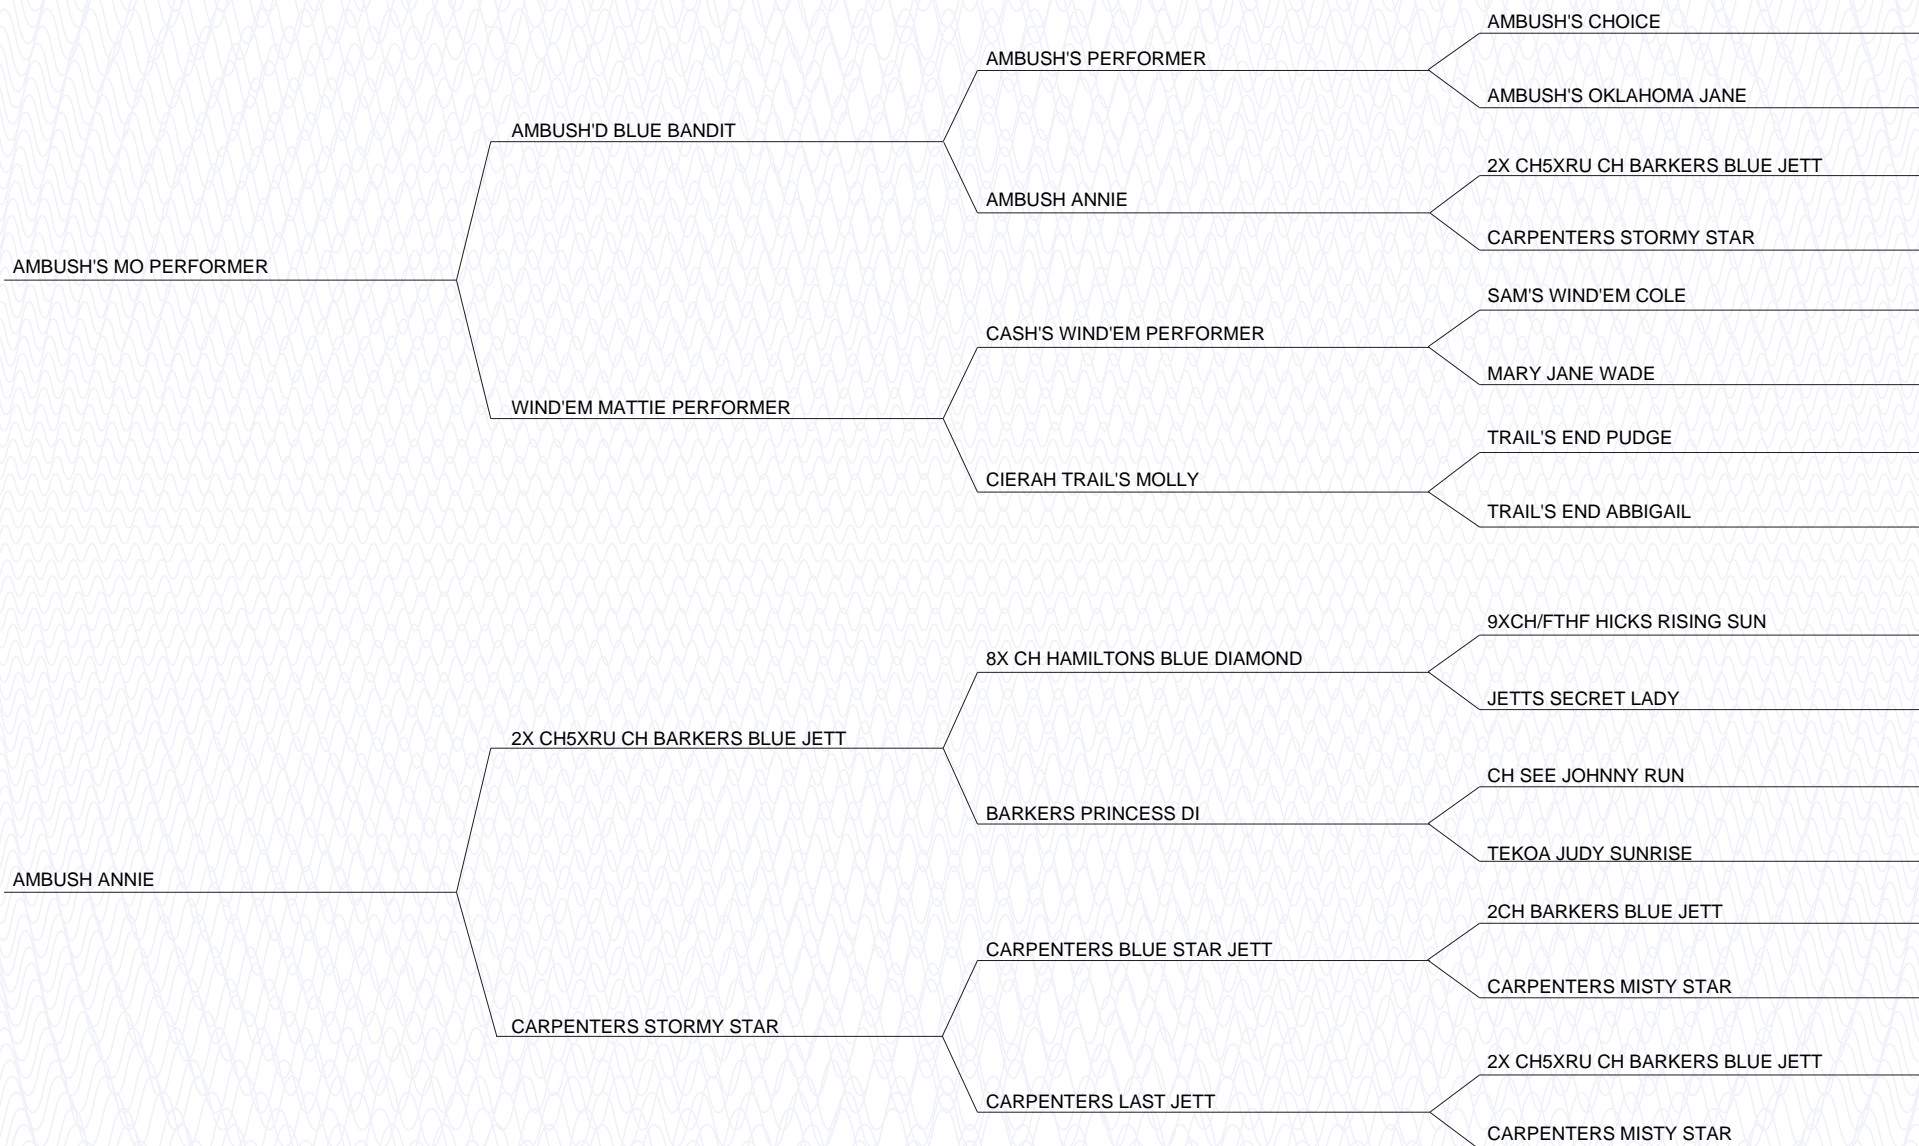 AMBUSH'S CHOICE
AMBUSH'S PERFORMER
AMBUSH'S OKLAHOMA JANE
AMBUSH'D BLUE BANDIT
2X CH5XRU CH BARKERS BLUE JETT
AMBUSH ANNIE
CARPENTERS STORMY STAR
AMBUSH'S MO PERFORMER
SAM'S WIND'EM COLE
CASH'S WIND'EM PERFORMER
MARY JANE WADE
WIND'EM MATTIE PERFORMER
TRAIL'S END PUDGE
CIERAH TRAIL'S MOLLY
TRAIL'S END ABBIGAIL
9XCH/FTHF HICKS RISING SUN
8X CH HAMILTONS BLUE DIAMOND
JETTS SECRET LADY
2X CH5XRU CH BARKERS BLUE JETT
CH SEE JOHNNY RUN
BARKERS PRINCESS DI
TEKOA JUDY SUNRISE
AMBUSH ANNIE
2CH BARKERS BLUE JETT
CARPENTERS BLUE STAR JETT
CARPENTERS MISTY STAR
CARPENTERS STORMY STAR
2X CH5XRU CH BARKERS BLUE JETT
CARPENTERS LAST JETT
CARPENTERS MISTY STAR